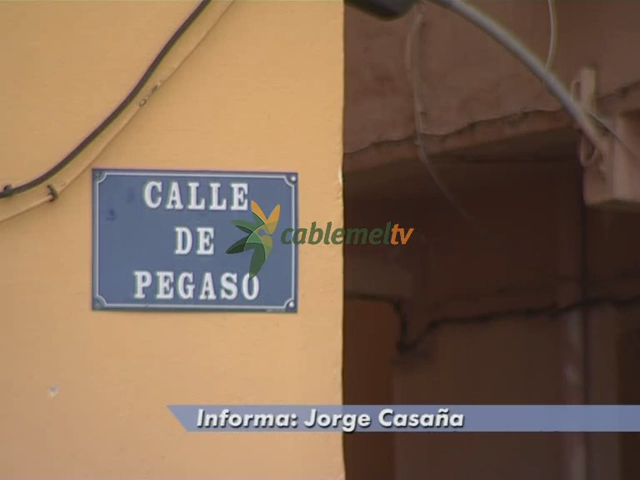 CALLE
DE
PEGASO
cablemeltv
Informa: Jorge Casaña